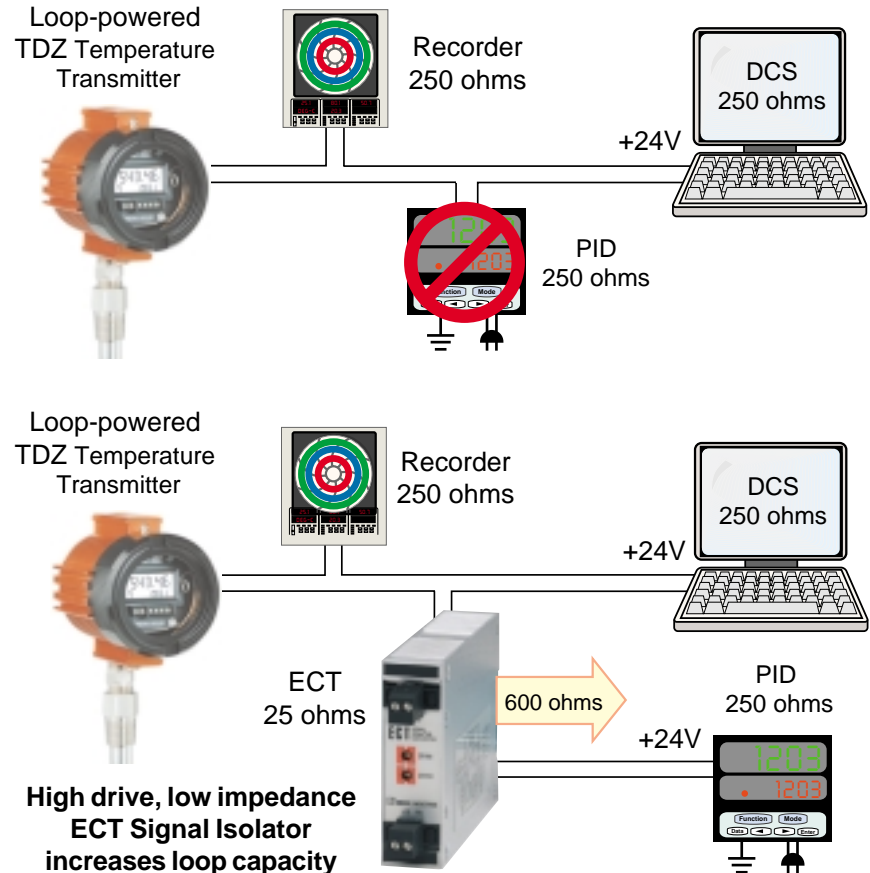 Loop-powered
TDZ Temperature
Transmitter
Recorder
250 ohms
DCS
250 ohms
+24V
PID
250 ohms
1203
Function Mode
Loop-powered
TDZ Temperature
Transmitter
Recorder
250 ohms
DCS
250 ohms
+24V
ECT
25 ohms
600 ohms
PID
250 ohms
+24V
ECT
1203
1203
Function Mode
Data Enter
High drive, low impedance
ECT Signal Isolator
increases loop capacity